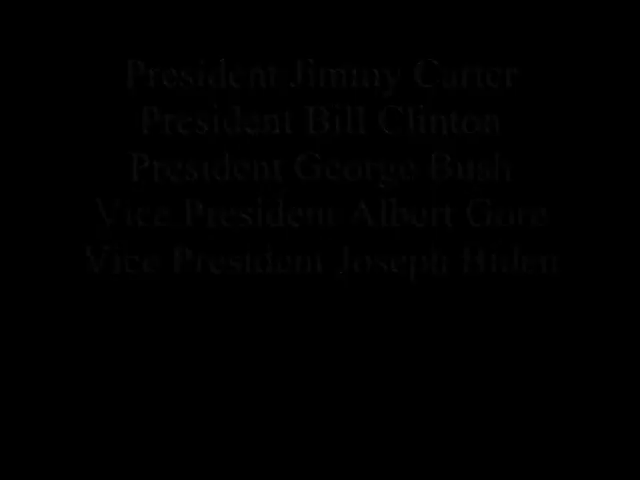 President Jimmy Carter
President Bill Clinton
President George Bush
Vice President Albert Gore
Vice President Joseph Biden